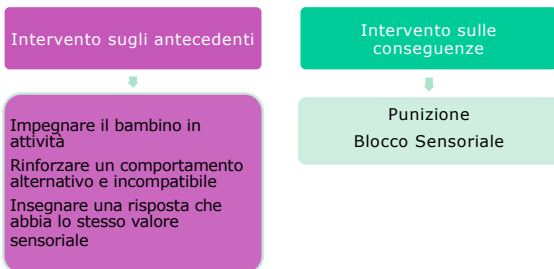 Intervento sugli antecedenti
Impegnare il bambino in
attività
Rinforzare un comportamento
alternativo e incompatibile
Insegnare una risposta che
abbia lo stesso valore
sensoriale
Intervento sulle
conseguenze
Punizione
Blocco Sensoriale